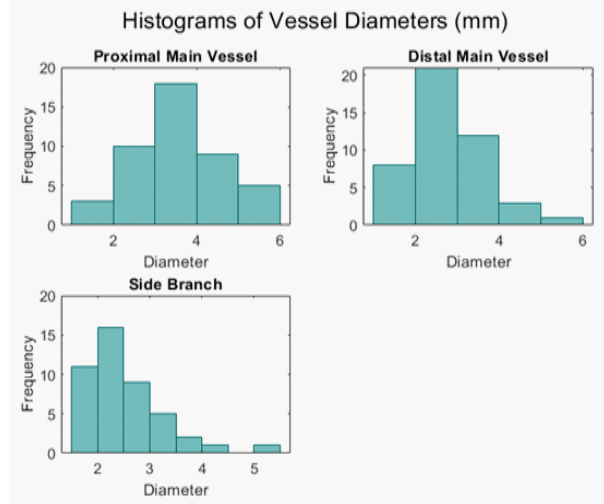 Histograms of Vessel Diameters (mm)
Proximal Main Vessel
20
15
10
5
0
Frequency
2 4 6
Diameter
Distal Main Vessel
20
15
10
5
0
Frequency
2 4 6
Diameter
Side Branch
20
15
10
5
0
Frequency
2 3 4 5
Diameter